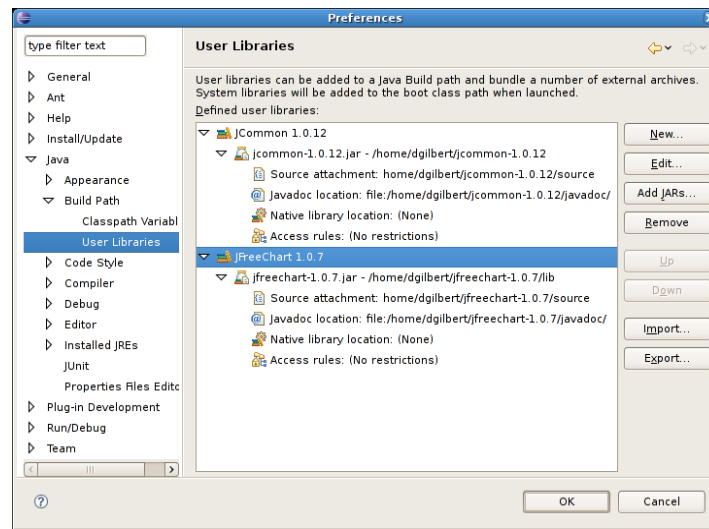 Preferences
type filter text
General
Ant
Help
Install/Update
Java
Appearance
Build Path
Classpath Variabl
User Libraries
Code Style
Compiler
Debug
Editor
Installed JREs
JUnit
Properties Files Edito
Plug-in Development
Run/Debug
Team
User Libraries
User libraries can be added to a Java Build path and bundle a number of external archives.
System libraries will be added to the boot class path when launched.
Defined user libraries:
JCommon 1.0.12
jcommon-1.0.12.jar - /home/dgilbert/jcommon-1.0.12
Source attachment: home/dgilbert/jcommon-1.0.12/source
Javadoc location: file:/home/dgilbert/jcommon-1.0.12/javadoc/
Native library location: (None)
Access rules: (No restrictions)
JFreeChart 1.0.7
jfreechart-1.0.7.jar - /home/dgilbert/jfreechart-1.0.7/lib
Source attachment: home/dgilbert/jfreechart-1.0.7/source
Javadoc location: file:/home/dgilbert/jfreechart-1.0.7/javadoc/
Native library location: (None)
Access rules: (No restrictions)
New...
Edit...
Add JARs...
Remove
Up
Down
Import...
Export...
?
OK
Cancel